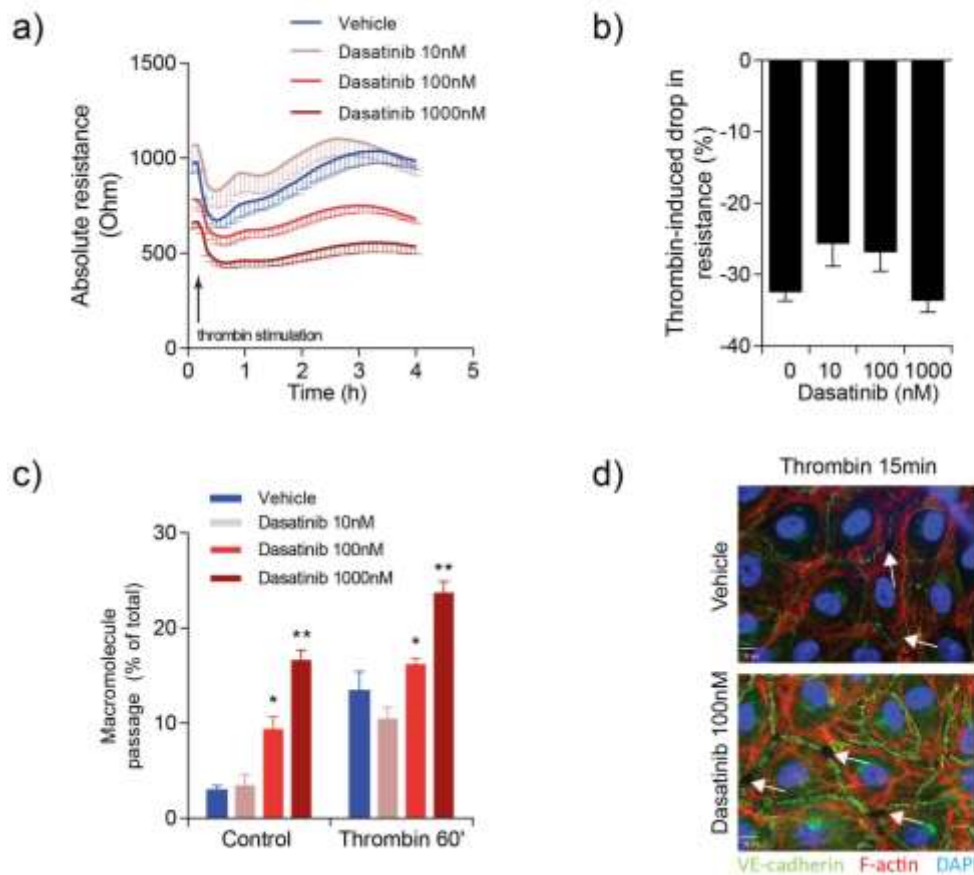 a)
Vehicle
Dasatinib 10nM
Dasatinib 100nM
Dasatinib 1000nM
1500
1000
500
0
Absolute resistance
(Ohm)
thrombin stimulation
0 1 2 3 4 5
Time (h)
b)
0
-10
-20
-30
-40
Thrombin-induced drop in
resistance (%)
0 10 100 1000
Dasatinib (nM)
c)
Vehicle
Dasatinib 10nM
Dasatinib 100nM
Dasatinib 1000nM
30
20
10
0
Macromolecule
passage (% of total)
* ** * **
Control Thrombin 60'
d)
Thrombin 15min
Vehicle
Dasatinib 100nM
VE-cadherin F-actin DAP